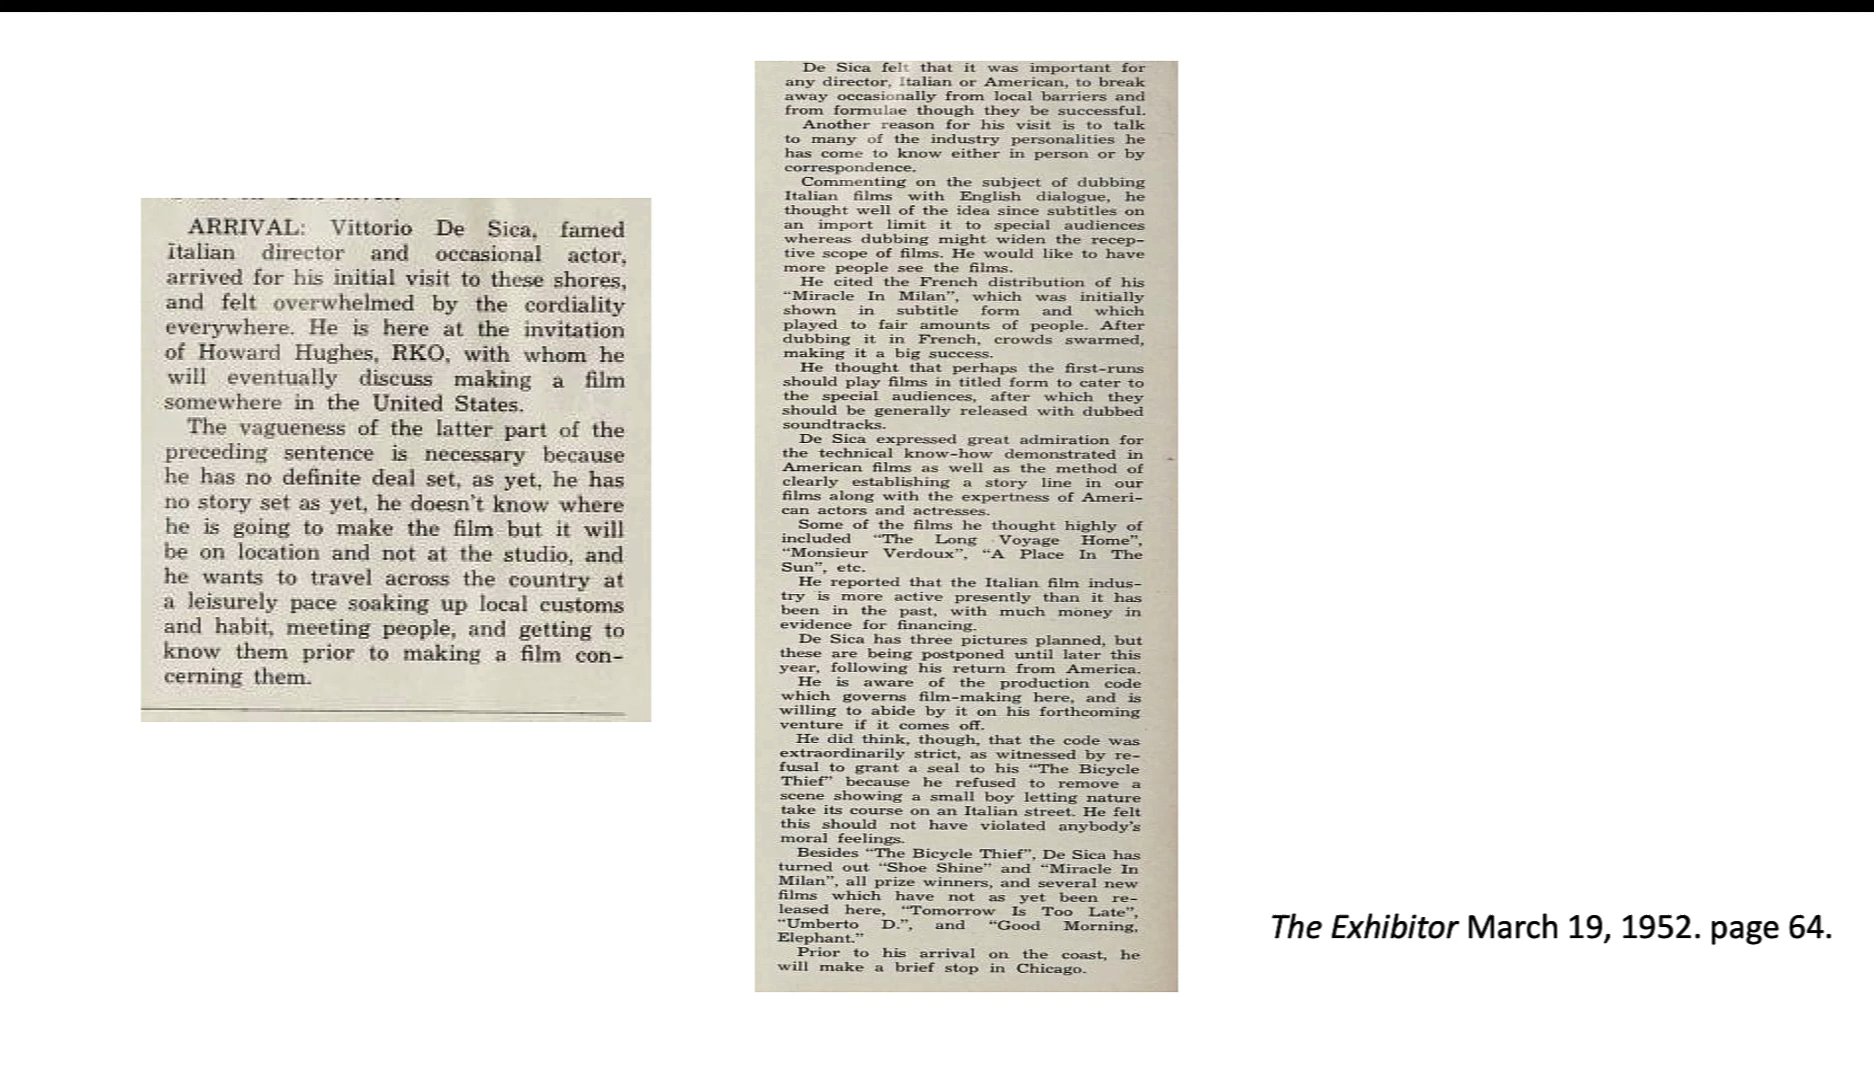 ARRIVAL: Vittorio De Sica, famed
Italian director and occasional actor,
arrived for his initial visit to these shores,
and felt overwhelmed by the cordiality
everywhere. He is here at the invitation
of Howard Hughes, RKO, with whom he
will eventually discuss making a film
somewhere in the United States.
The vagueness of the latter part of the
preceding sentence is necessary because
he has no definite deal set, as yet, he has
no story set as yet, he doesn't know where
he is going to make the film but it will
be on location and not at the studio, and
he wants to travel across the country at
a leisurely pace soaking up local customs
and habit, meeting people, and getting to
know them prior to making a film con-
cerning them.
De Sica felt that it was important for
any director, Italian or American, to break
away occasionally from local barriers and
from formulae though they be successful.
Another reason for his visit is to talk
to many of the industry personalities he
has come to know either in person or by
correspondence.
Commenting on the subject of dubbing
Italian films with English dialogue, he
thought well of the idea since subtitles on
an import limit it to special audiences
whereas dubbing might widen the recep-
tive scope of films. He would like to have
more people see the films.
He cited the French distribution of his
"Miracle In Milan", which was initially
shown in subtitle form and which
played to fair amounts of people. After
dubbing it in French, crowds swarmed,
making it a big success.
He thought that perhaps the first-runs
should play films in titled form to cater to
the special audiences, after which they
should be generally released with dubbed
soundtracks.
De Sica expressed great admiration for
the technical know-how demonstrated in
American films as well as the method of
clearly establishing a story line in our
films along with the expertness of Ameri-
can actors and actresses.
Some of the films he thought highly of
included "The Long Voyage Home",
"Monsieur Verdoux", "A Place In The
Sun", etc.
He reported that the Italian film indus-
try is more active presently than it has
been in the past, with much money in
evidence for financing.
De Sica has three pictures planned, but
these are being postponed until later this
year, following his return from America.
He is aware of the production code
which governs film-making here, and is
willing to abide by it on his forthcoming
venture if it comes off.
He did think, though, that the code was
extraordinarily strict, as witnessed by re-
fusal to grant a seal to his "The Bicycle
Thief" because he refused to remove a
scene showing a small boy letting nature
take its course on an Italian street. He felt
this should not have violated anybody's
moral feelings.
Besides "The Bicycle Thief", De Sica has
turned out "Shoe Shine" and "Miracle In
Milan", all prize winners, and several new
films which have not as yet been re-
leased here, "Tomorrow Is Too Late",
"Umberto D.", and "Good Morning,
Elephant."
Prior to his arrival on the coast, he
will make a brief stop in Chicago.
The Exhibitor March 19, 1952. page 64.